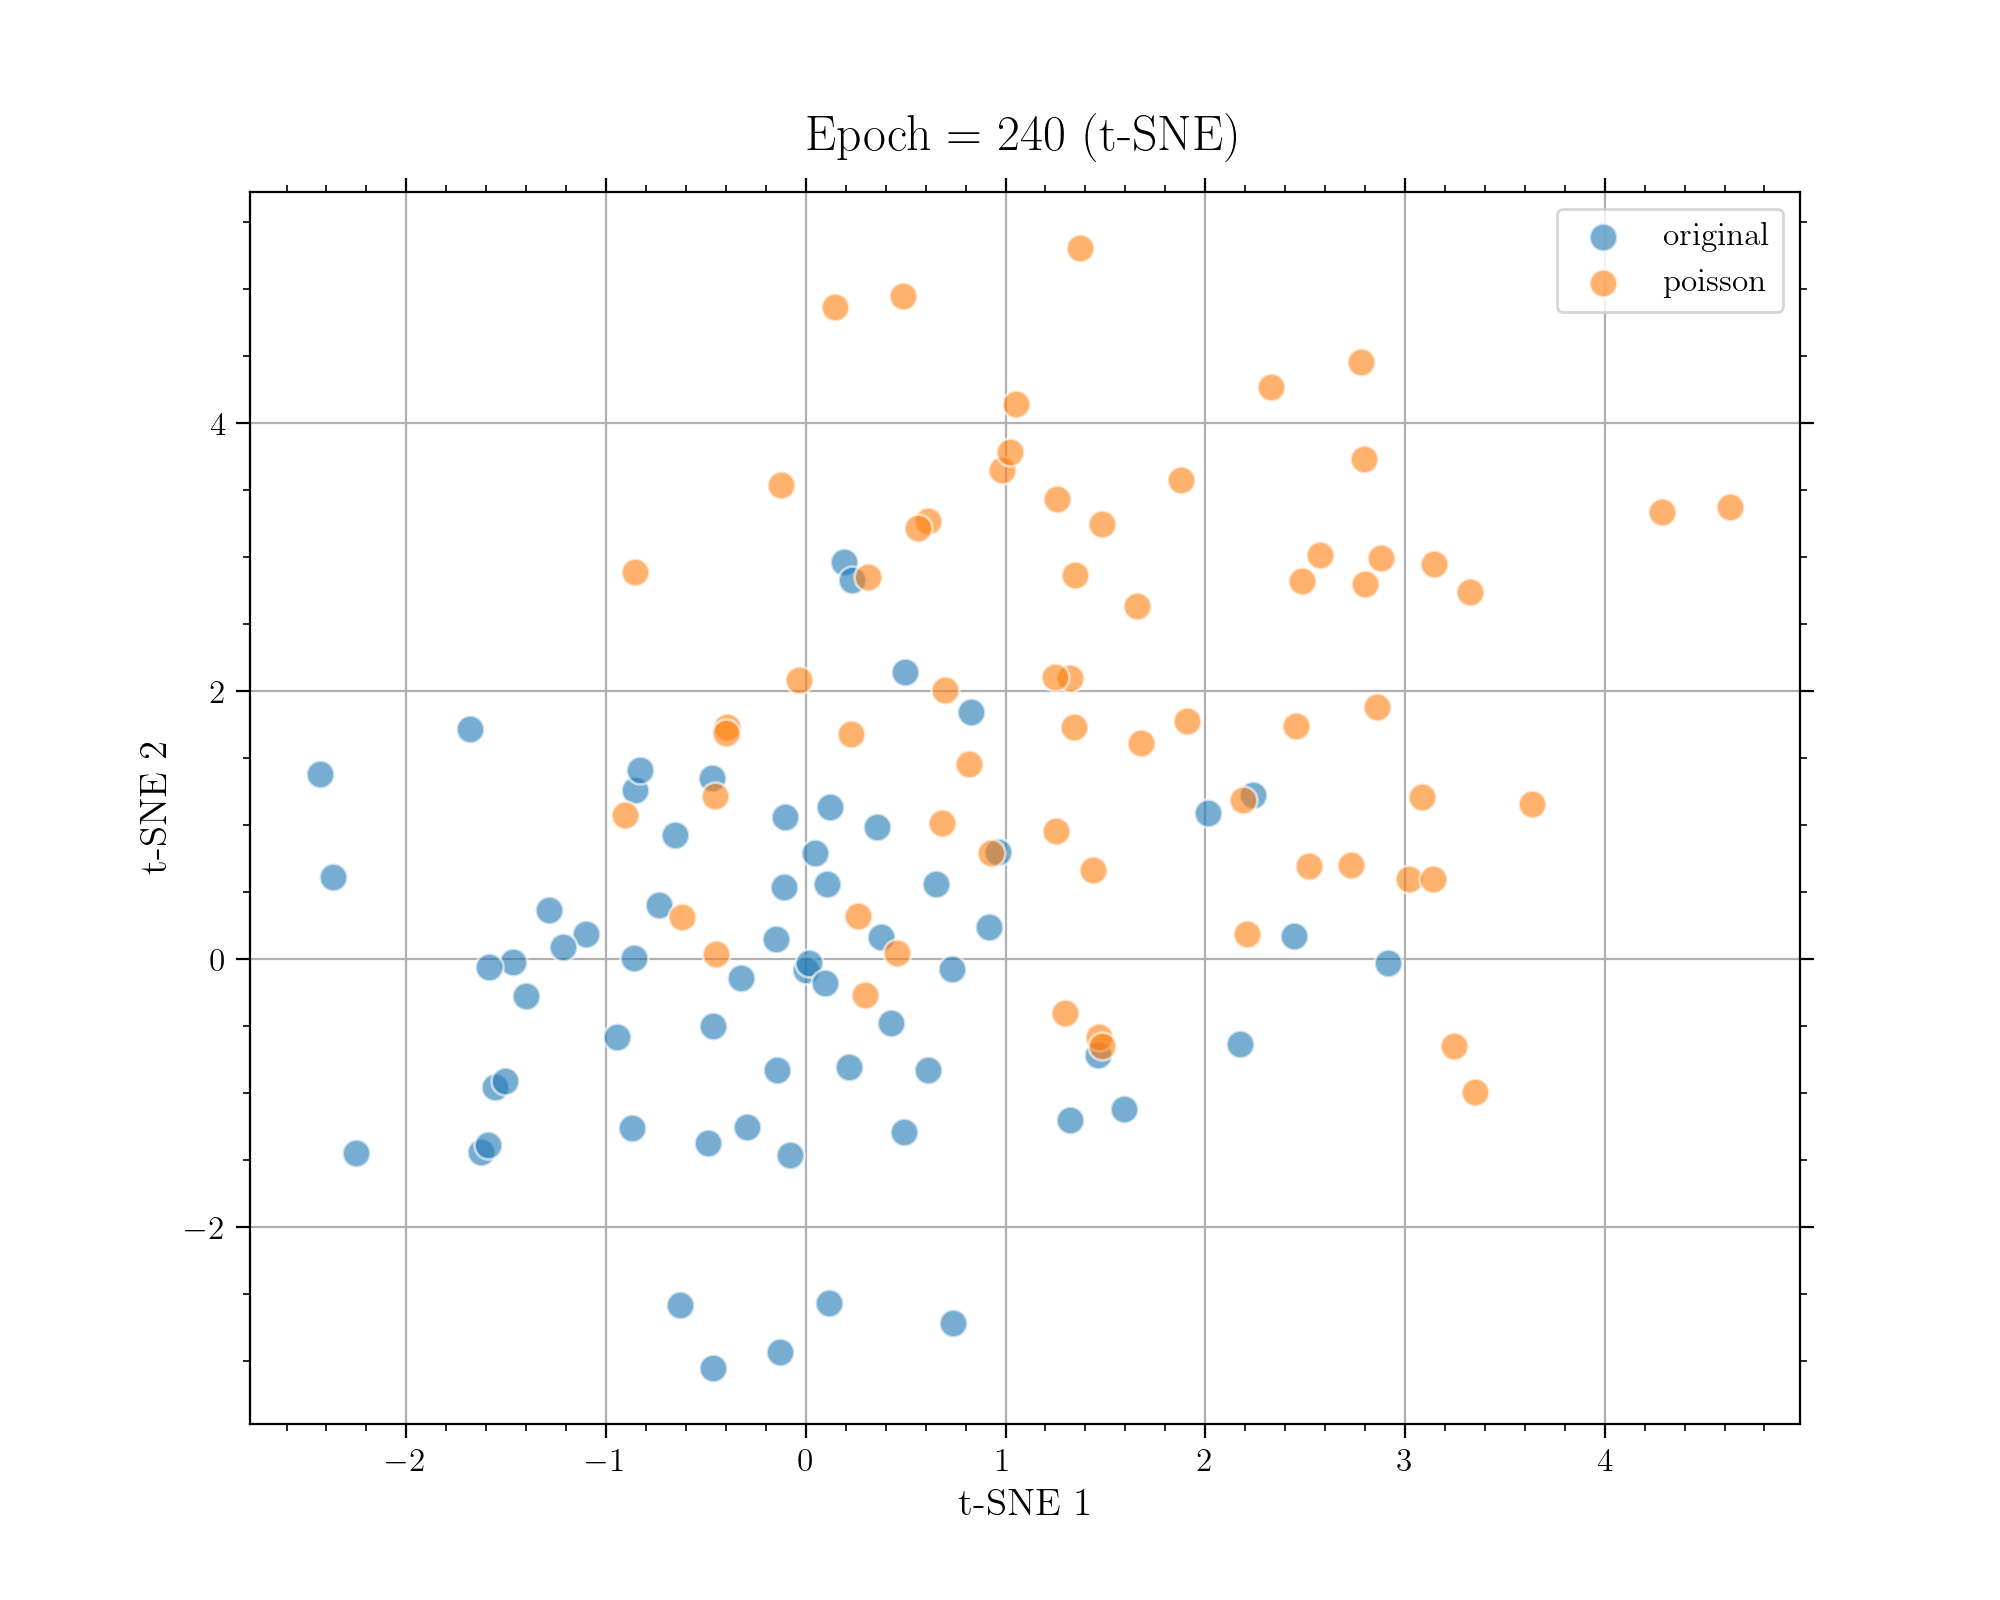 Epoch = 240 (t-SNE)
original
poisson
4
2
0
−2
t-SNE 2
−2
−1
0
1
2
3
4
t-SNE 1